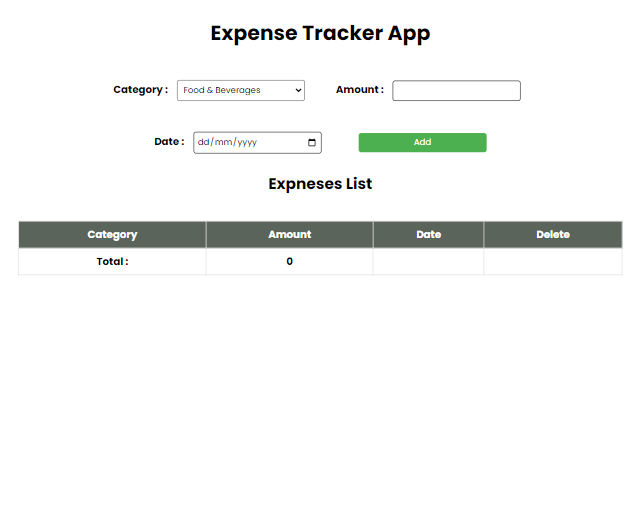 Expense Tracker App
Category : Food & Beverages Amount :
Date : dd/mm/yyyy Add
Expneses List
Category Amount Date Delete
Total : 0